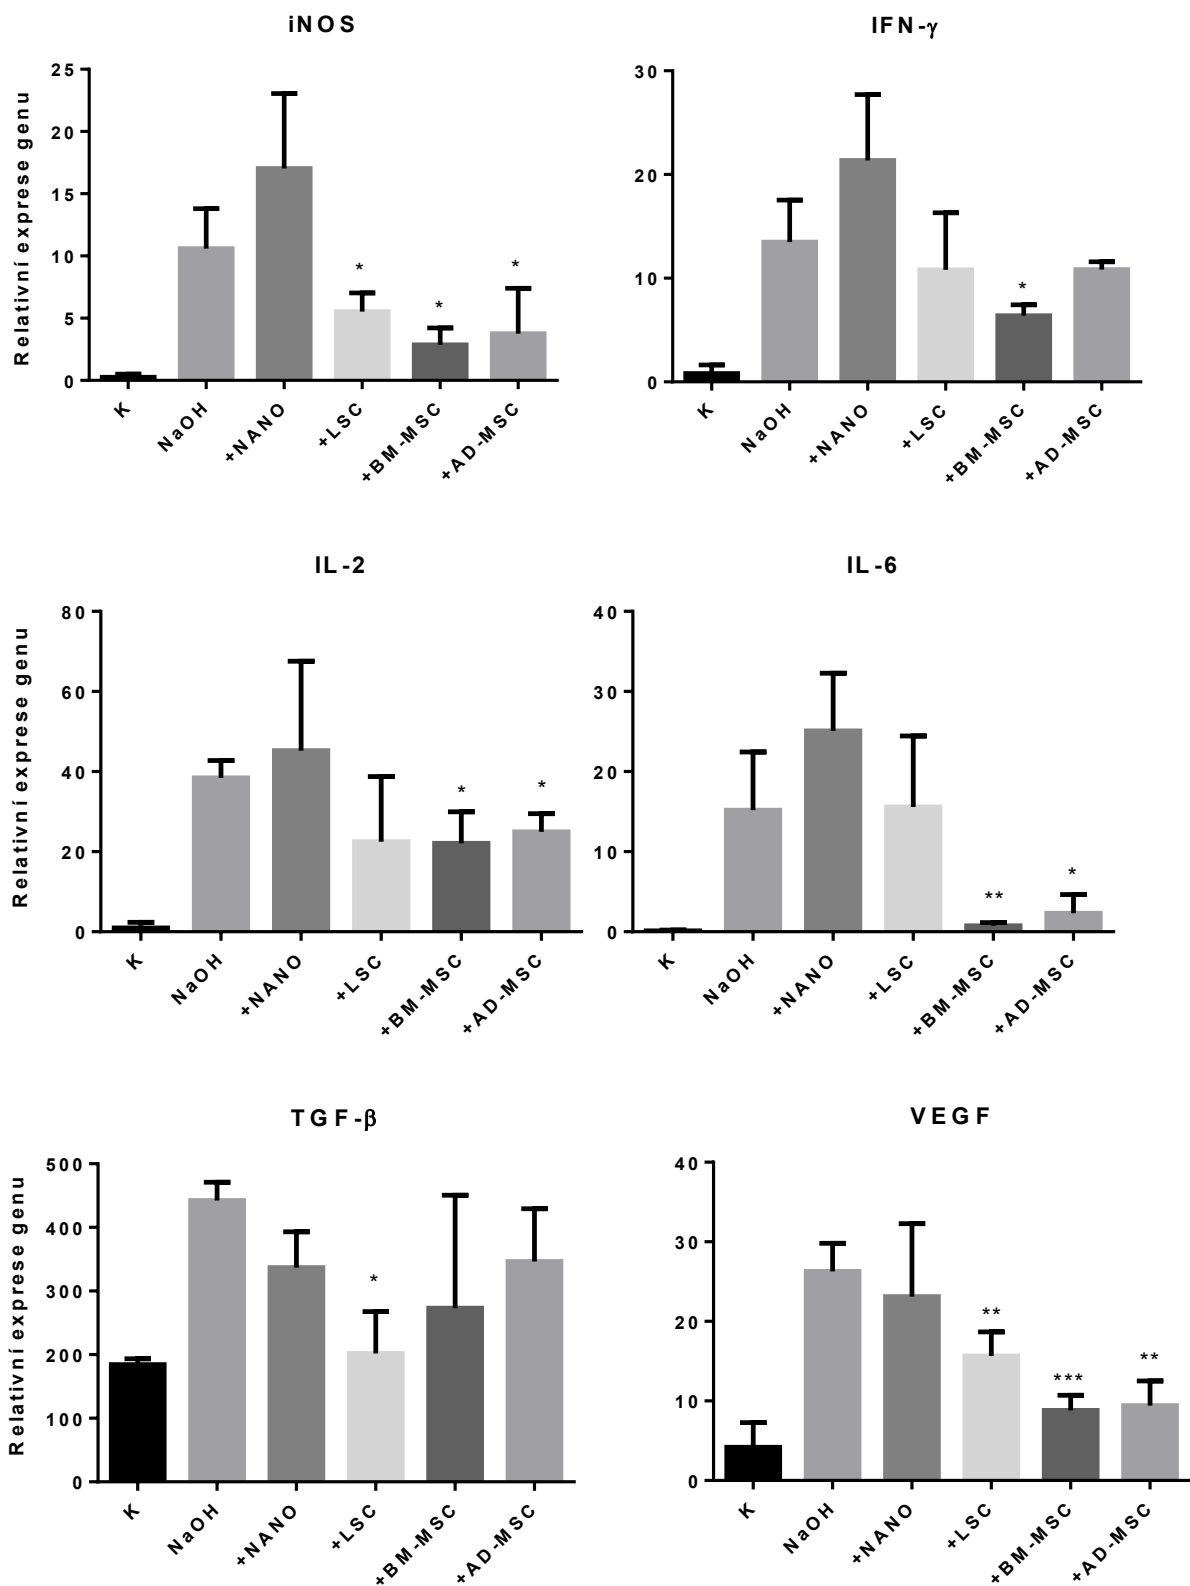 iNOS
Relativní exprese genu
25
20
15
10
5
0
*
*
*
K
NaOH
+NANO
+LSC
+BM-MSC
+AD-MSC
IFN-γ
30
20
10
0
*
K
NaOH
+NANO
+LSC
+BM-MSC
+AD-MSC
IL-2
Relativní exprese genu
80
60
40
20
0
*
*
K
NaOH
+NANO
+LSC
+BM-MSC
+AD-MSC
IL-6
40
30
20
10
0
**
*
K
NaOH
+NANO
+LSC
+BM-MSC
+AD-MSC
TGF-β
Relativní exprese genu
500
400
300
200
100
0
*
K
NaOH
+NANO
+LSC
+BM-MSC
+AD-MSC
VEGF
40
30
20
10
0
**
***
**
K
NaOH
+NANO
+LSC
+BM-MSC
+AD-MSC